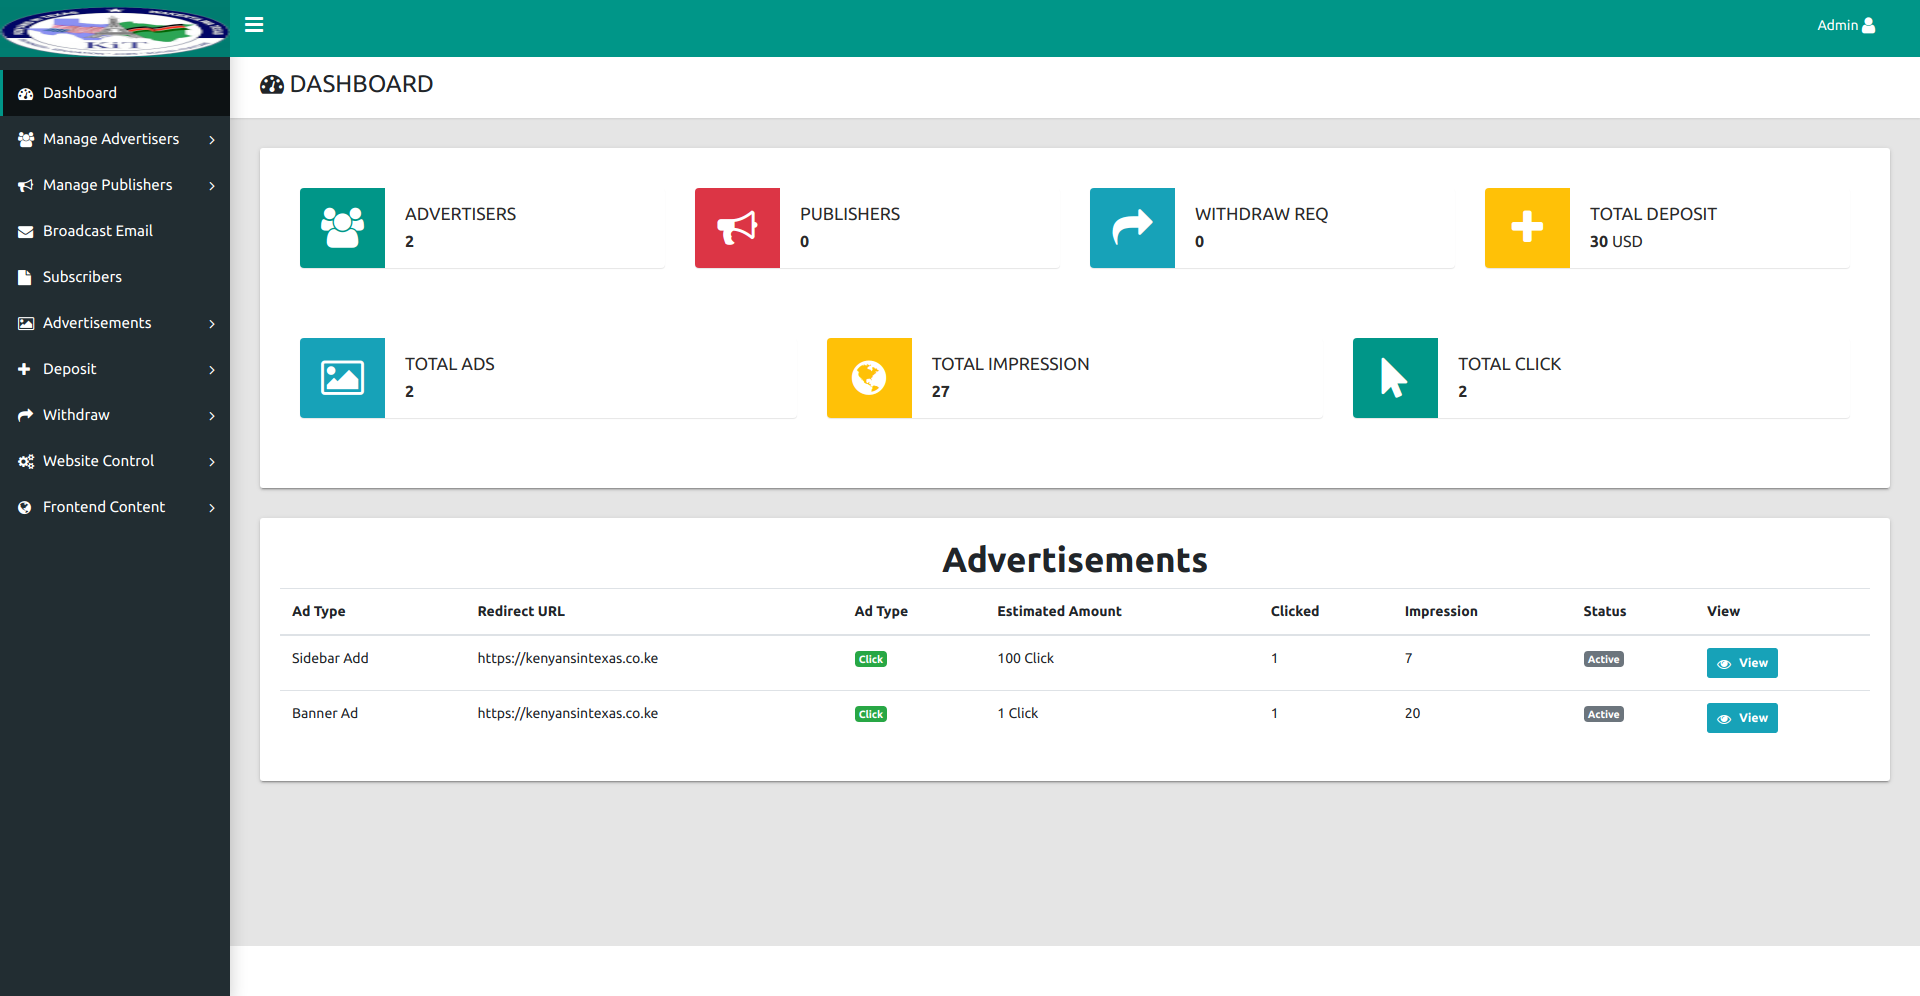 KiT
Admin
Dashboard
Manage Advertisers
Manage Publishers
Broadcast Email
Subscribers
Advertisements
Deposit
Withdraw
Website Control
Frontend Content
DASHBOARD
ADVERTISERS
2
PUBLISHERS
0
WITHDRAW REQ
0
TOTAL DEPOSIT
30 USD
TOTAL ADS
2
TOTAL IMPRESSION
27
TOTAL CLICK
2
Advertisements
Ad Type Redirect URL Ad Type Estimated Amount Clicked Impression Status View
Sidebar Add https://kenyansintexas.co.ke Click 100 Click 1 7 Active View
Banner Ad https://kenyansintexas.co.ke Click 1 Click 1 20 Active View